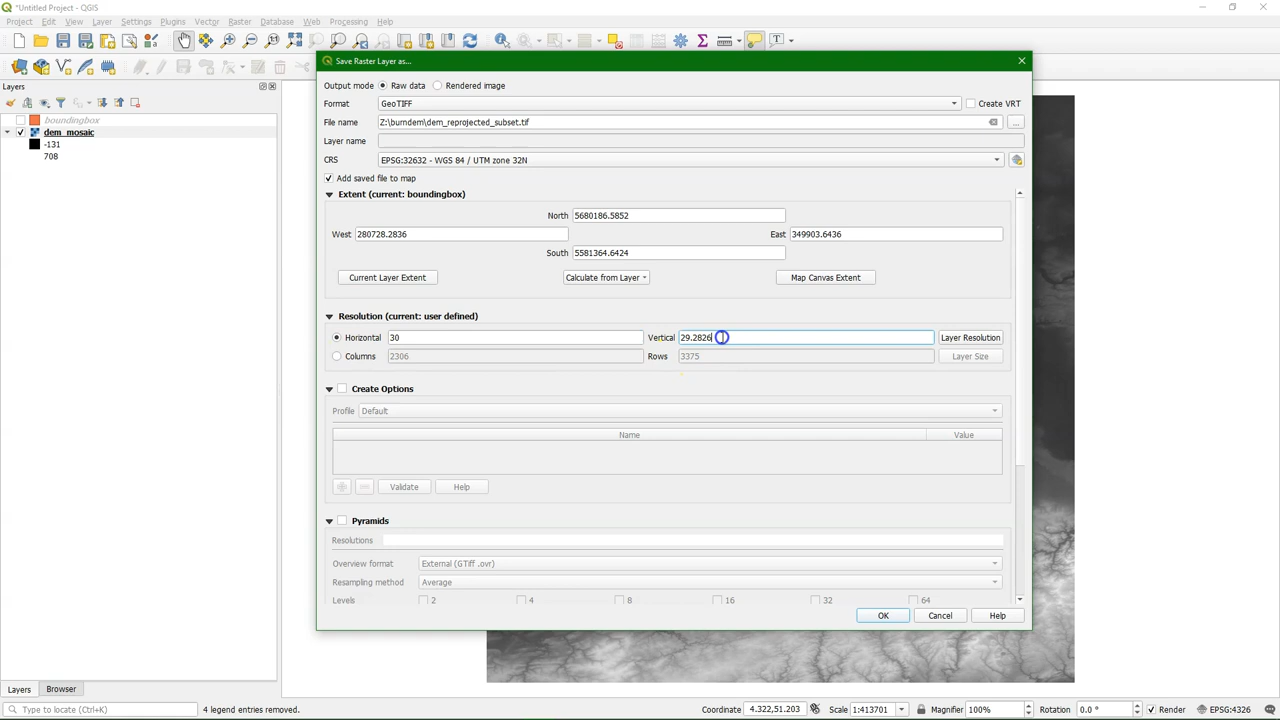 *Untitled Project - QGIS
Project Edit View Layer Settings Plugins Vector Raster Database Web Processing Help
Layers
boundingbox
dem_mosaic
-131
708
Save Raster Layer as...
Output mode Raw data Rendered image
Format GeoTIFF Create VRT
File name Z:\burndem\dem_reprojected_subset.tif ...
Layer name
CRS EPSG:32632 - WGS 84 / UTM zone 32N
Add saved file to map
Extent (current: boundingbox)
North 5680186.5852
West 280728.2836 East 349903.6436
South 5581364.6424
Current Layer Extent Calculate from Layer Map Canvas Extent
Resolution (current: user defined)
Horizontal 30 Vertical 29.2826 Layer Resolution
Columns 2306 Rows 3375 Layer Size
Create Options
Profile Default
Name Value
Validate Help
Pyramids
Resolutions
Overview format External (GTiff .ovr)
Resampling method Average
Levels 2 4 8 16 32 64
OK Cancel Help
Layers Browser
Type to locate (Ctrl+K) 4 legend entries removed. Coordinate 4.322,51.203 Scale 1:413701 Magnifier 100% Rotation 0.0 ° Render EPSG:4326